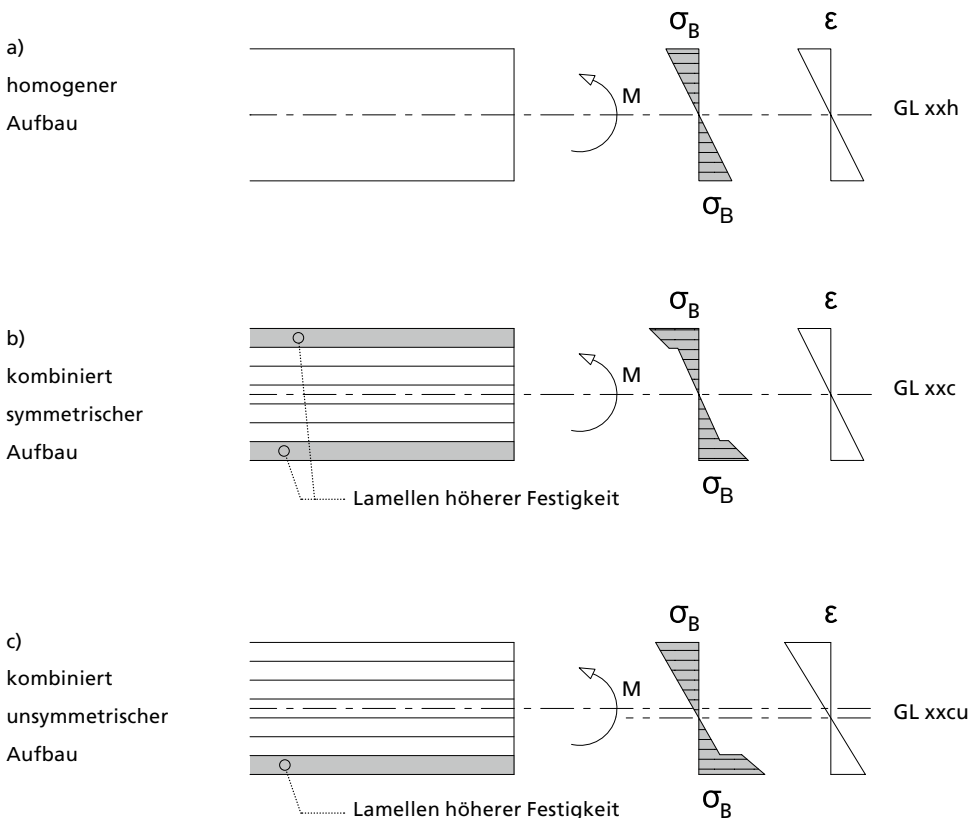 a)
homogener
Aufbau
σB
ε
M
GL xxh
σB
b)
kombiniert
symmetrischer
Aufbau
σB
ε
M
GL xxc
σB
Lamellen höherer Festigkeit
c)
kombiniert
unsymmetrischer
Aufbau
σB
ε
M
GL xxcu
σB
Lamellen höherer Festigkeit